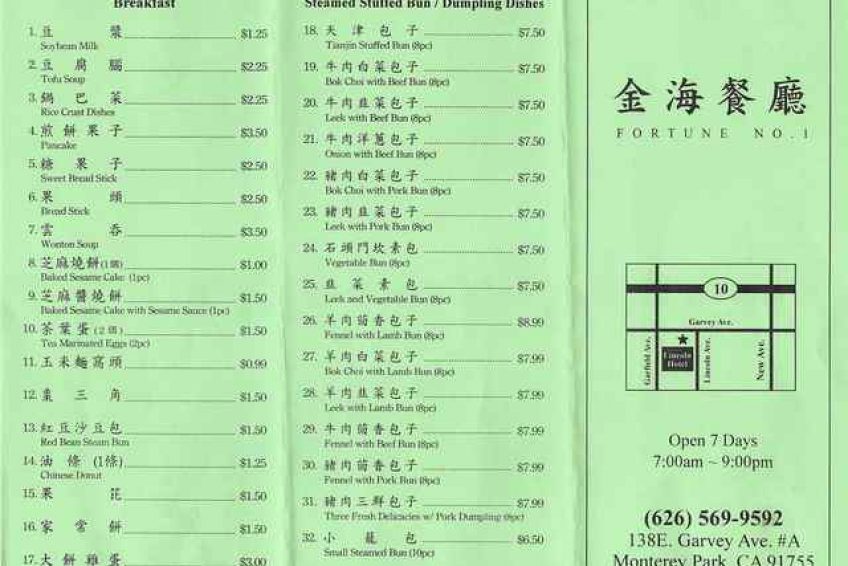 Breakfast
1. 豆漿 $1.25
Soybean Milk
2. 豆腐腦 $2.25
Tofu Soup
3. 鍋巴菜 $2.25
Rice Crust Dishes
4. 煎餅果子 $3.50
Pancake
5. 糖果子 $2.50
Sweet Bread Stick
6. 果頭 $2.50
Bread Stick
7. 雲吞 $3.50
Wonton Soup
8. 芝麻燒餅(1個) $1.00
Baked Sesame Cake (1pc)
9. 芝麻醬燒餅 $1.50
Baked Sesame Cake with Sesame Sauce (1pc)
10. 茶葉蛋(2個) $1.50
Tea Marinated Eggs (2pc)
11. 玉米麵窩頭 $0.99
12. 棗三角 $1.50
13. 紅豆沙豆包 $1.50
Red Bean Steam Bun
14. 油條 (1條) $1.25
Chinese Donut
15. 果篦 $1.50
16. 家常餅 $1.50
17. 大餅雞蛋 $3.00
Steamed Stuffed Bun / Dumpling Dishes
18. 天津包子 $7.50
Tianjin Stuffed Bun (8pc)
19. 牛肉白菜包子 $7.50
Bok Choi with Beef Bun (8pc)
20. 牛肉韭菜包子 $7.50
Leek with Beef Bun (8pc)
21. 牛肉洋蔥包子 $7.50
Onion with Beef Bun (8pc)
22. 豬肉白菜包子 $7.50
Bok Choi with Pork Bun (8pc)
23. 豬肉韭菜包子 $7.50
Leek with Pork Bun (8pc)
24. 石頭門坎素包 $7.50
Vegetable Bun (8pc)
25. 韭菜素包 $7.50
Leek and Vegetable Bun (8pc)
26. 羊肉茴香包子 $8.99
Fennel with Lamb Bun (8pc)
27. 羊肉白菜包子 $7.99
Bok Choi with Lamb Bun (8pc)
28. 羊肉韭菜包子 $7.99
Leek with Lamb Bun (8pc)
29. 牛肉茴香包子 $7.99
Fennel with Beef Bun (8pc)
30. 豬肉茴香包子 $7.99
Fennel with Pork Bun (8pc)
31. 豬肉三鮮包子 $7.99
Three Fresh Delicacies w/ Pork Dumpling (8pc)
32. 小籠包 $6.50
Small Steamed Bun (10pc)
金海餐廳
FORTUNE NO.1
10
Garvey Ave.
Garfield Ave.
Lincoln Hotel
Lincoln Ave.
New Ave.
Open 7 Days
7:00am ~ 9:00pm
(626) 569-9592
138E. Garvey Ave. #A
Monterey Park, CA 91755